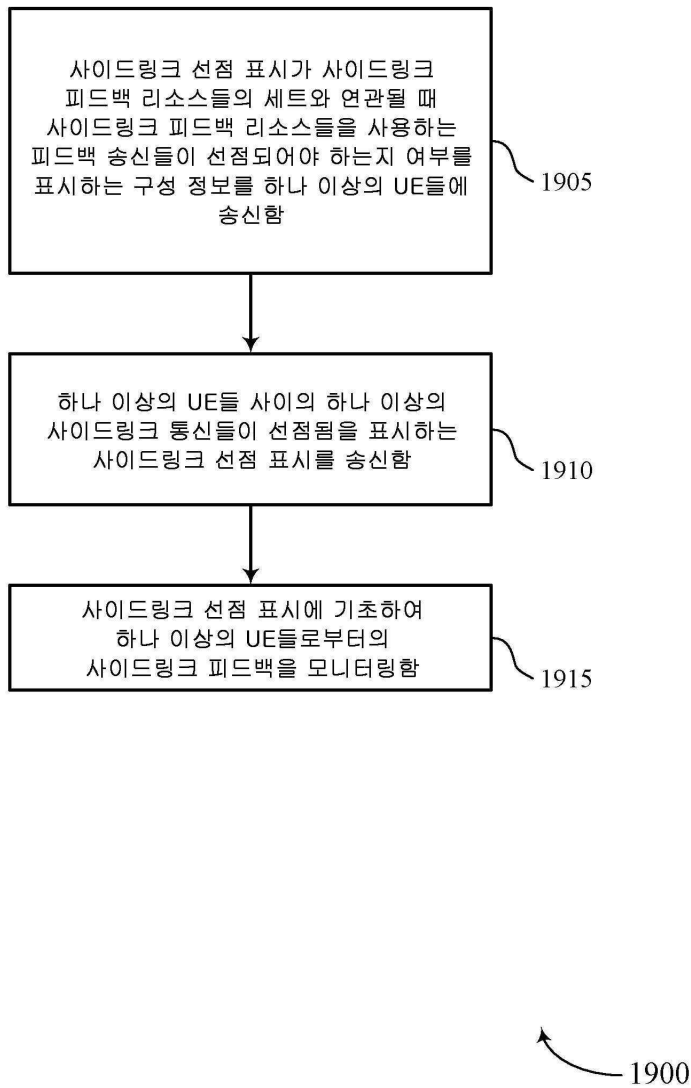 사이드링크 선점 표시가 사이드링크
피드백 리소스들의 세트와 연관될 때
사이드링크 피드백 리소스들을 사용하는
피드백 송신들이 선점되어야 하는지 여부를
표시하는 구성 정보를 하나 이상의 UE들에
송신함
1905
하나 이상의 UE들 사이의 하나 이상의
사이드링크 통신들이 선점됨을 표시하는
사이드링크 선점 표시를 송신함
1910
사이드링크 선점 표시에 기초하여
하나 이상의 UE들로부터의
사이드링크 피드백을 모니터링함
1915
1900